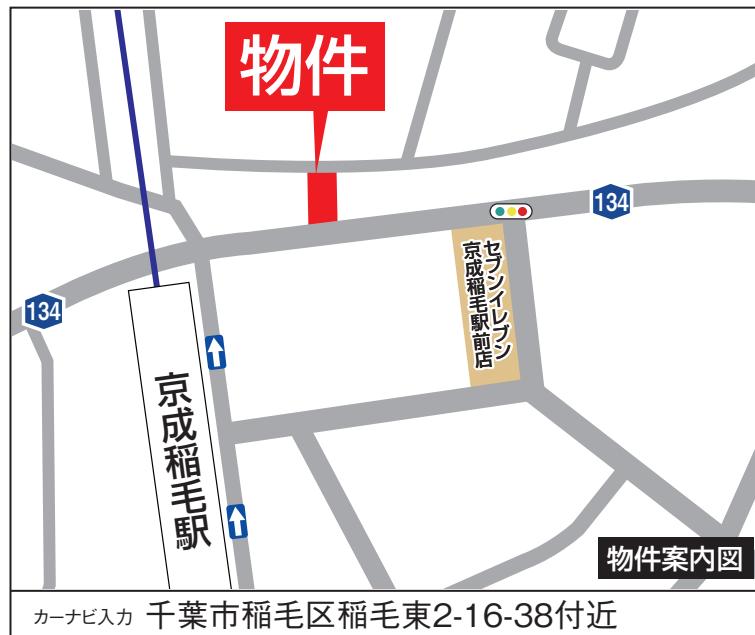 物件
134
134
セブンイレブン
京成稲毛駅前店
京成稲毛駅
物件案内図
カーナビ入力 千葉市稲毛区稲毛東2-16-38付近